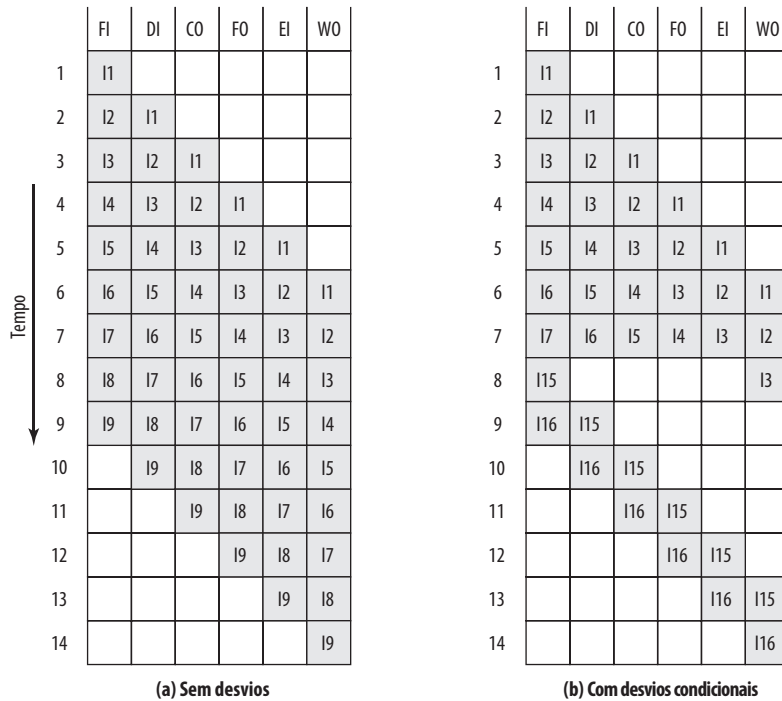 FI DI CO FO EI WO FI DI CO FO EI WO
1 I1 1 I1
2 I2 I1 2 I2 I1
3 I3 I2 I1 3 I3 I2 I1
4 I4 I3 I2 I1 4 I4 I3 I2 I1
5 I5 I4 I3 I2 I1 5 I5 I4 I3 I2 I1
6 I6 I5 I4 I3 I2 I1 6 I6 I5 I4 I3 I2 I1
Tempo
7 I7 I6 I5 I4 I3 I2 7 I7 I6 I5 I4 I3 I2
8 I8 I7 I6 I5 I4 I3 8 I15 I3
9 I9 I8 I7 I6 I5 I4 9 I16 I15
10 I9 I8 I7 I6 I5 10 I16 I15
11 I9 I8 I7 I6 11 I16 I15
12 I9 I8 I7 12 I16 I15
13 I9 I8 13 I16 I15
14 I9 14 I16
(a) Sem desvios (b) Com desvios condicionais